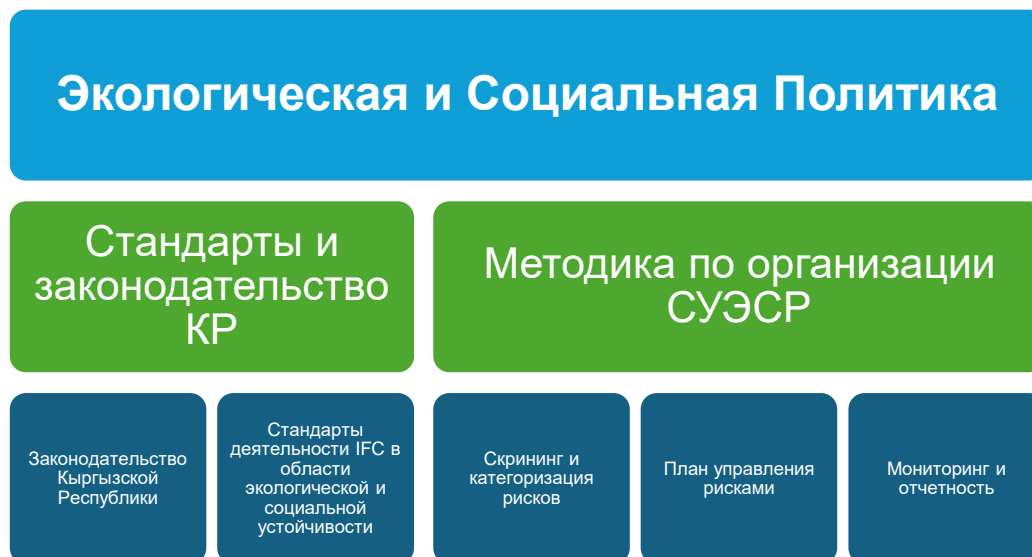 Экологическая и Социальная Политика
Стандарты и
законодательство
КР
Методика по организации
СУЭСР
Законодательство
Кыргызской
Республики
Стандарты
деятельности IFC в
области
экологической и
социальной
устойчивости
Скрининг и
категоризация
рисков
План управления
рисками
Мониторинг и
отчетность